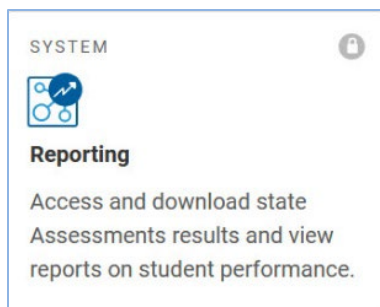 SYSTEM
Reporting
Access and download state
Assessments results and view
reports on student performance.